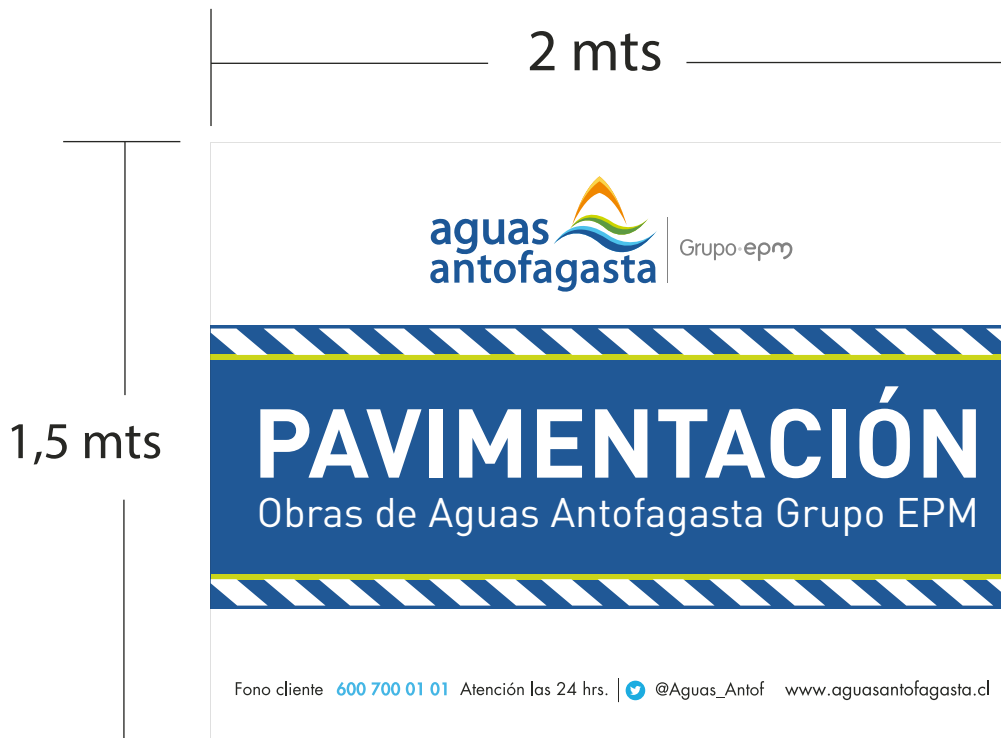 2 mts
1,5 mts
aguas
antofagasta
Grupo·epm
PAVIMENTACIÓN
Obras de Aguas Antofagasta Grupo EPM
Fono cliente 600 700 01 01 Atención las 24 hrs. @Aguas_Antof www.aguasantofagasta.cl